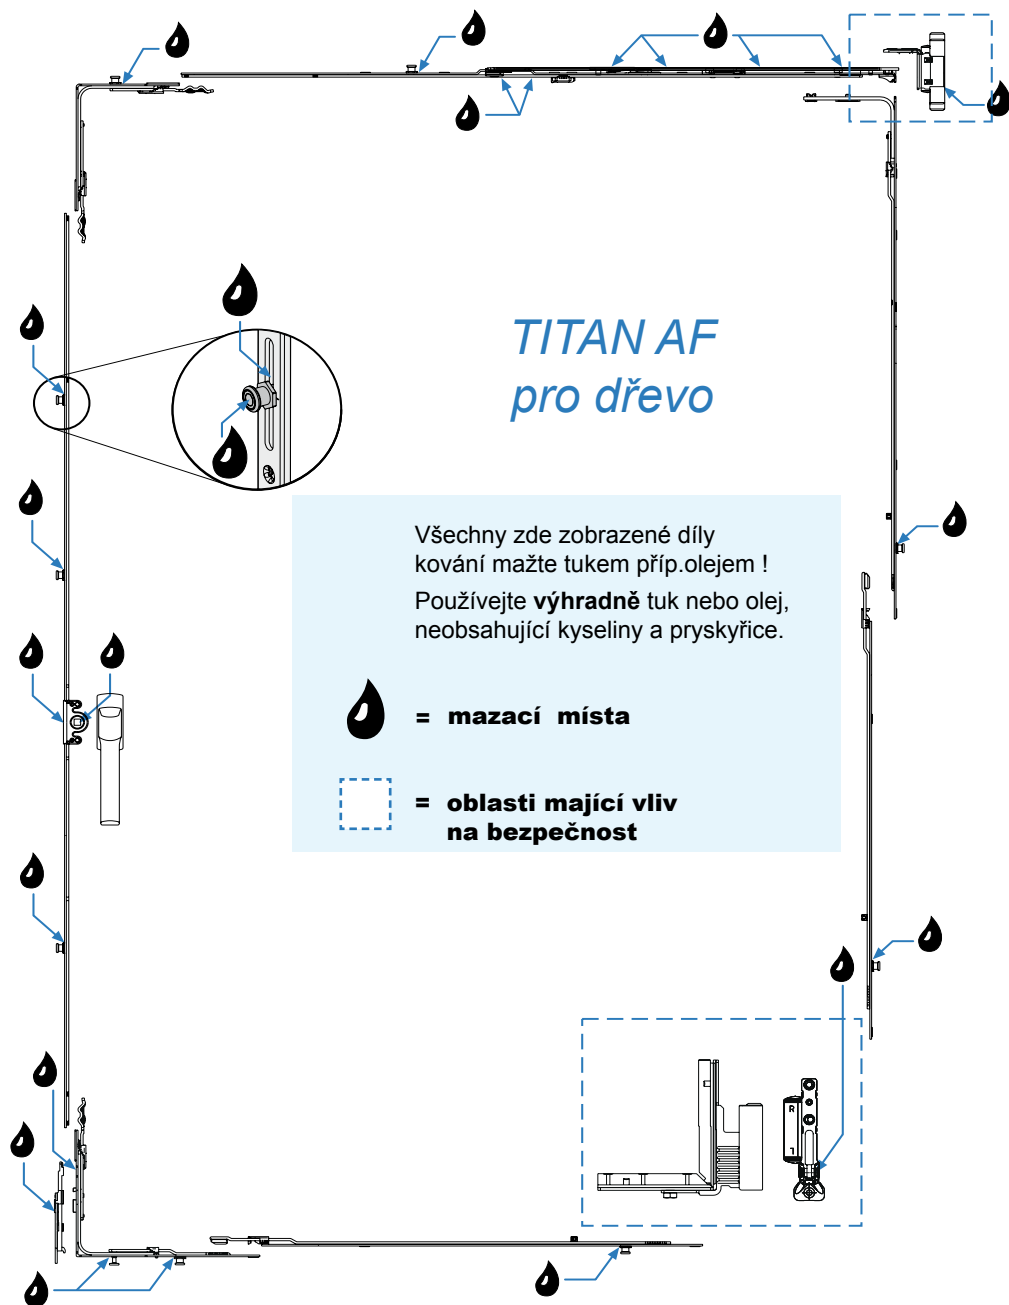 TITAN AF
pro dřevo
Všechny zde zobrazené díly
kování mažte tukem příp.olejem !
Používejte výhradně tuk nebo olej,
neobsahující kyseliny a pryskyřice.
= mazací místa
= oblasti mající vliv
na bezpečnost
R
L